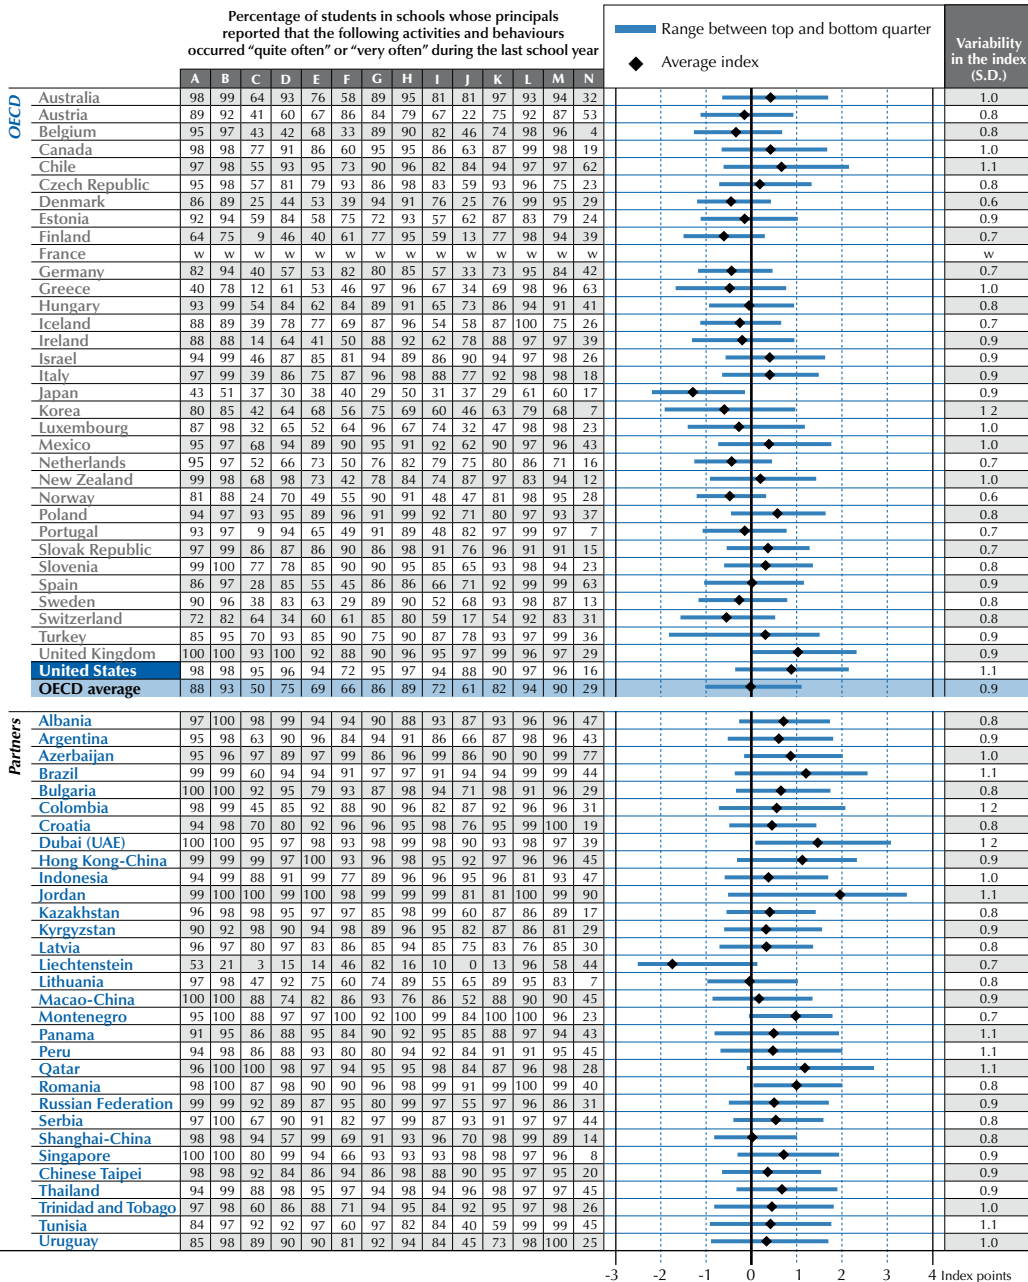 Percentage of students in schools whose principals
reported that the following activities and behaviours
occurred “quite often” or “very often” during the last school year
Range between top and bottom quarter
Average index
Variability
in the index
(S.D.)
A B C D E F G H I J K L M N
OECD
Australia 98 99 64 93 76 58 89 95 81 81 97 93 94 32 1.0
Austria 89 92 41 60 67 86 84 79 67 22 75 92 87 53 0.8
Belgium 95 97 43 42 68 33 89 90 82 46 74 98 96 4 0.8
Canada 98 98 77 91 86 60 95 95 86 63 87 99 98 19 1.0
Chile 97 98 55 93 95 73 90 96 82 84 94 97 97 62 1.1
Czech Republic 95 98 57 81 79 93 86 98 83 59 93 96 75 23 0.8
Denmark 86 89 25 44 53 39 94 91 76 25 76 99 95 29 0.6
Estonia 92 94 59 84 58 75 72 93 57 62 87 83 79 24 0.9
Finland 64 75 9 46 40 61 77 95 59 13 77 98 94 39 0.7
France w w w w w w w w w w w w w w w
Germany 82 94 40 57 53 82 80 85 57 33 73 95 84 42 0.7
Greece 40 78 12 61 53 46 97 96 67 34 69 98 96 63 1.0
Hungary 93 99 54 84 62 84 89 91 65 73 86 94 91 41 0.8
Iceland 88 89 39 78 77 69 87 96 54 58 87 100 75 26 0.7
Ireland 88 88 14 64 41 50 88 92 62 78 88 97 97 39 0.9
Israel 94 99 46 87 85 81 94 89 86 90 94 97 98 26 0.9
Italy 97 99 39 86 75 87 96 98 88 77 92 98 98 18 0.9
Japan 43 51 37 30 38 40 29 50 31 37 29 61 60 17 0.9
Korea 80 85 42 64 68 56 75 69 60 46 63 79 68 7 1 2
Luxembourg 87 98 32 65 52 64 96 67 74 32 47 98 98 23 1.0
Mexico 95 97 68 94 89 90 95 91 92 62 90 97 96 43 1.0
Netherlands 95 97 52 66 73 50 76 82 79 75 80 86 71 16 0.7
New Zealand 99 98 68 98 73 42 78 84 74 87 97 83 94 12 1.0
Norway 81 88 24 70 49 55 90 91 48 47 81 98 95 28 0.6
Poland 94 97 93 95 89 96 91 99 92 71 80 97 93 37 0.8
Portugal 93 97 9 94 65 49 91 89 48 82 97 99 97 7 0.7
Slovak Republic 97 99 86 87 86 90 86 98 91 76 96 91 91 15 0.7
Slovenia 99 100 77 78 85 90 90 95 85 65 93 98 94 23 0.8
Spain 86 97 28 85 55 45 86 86 66 71 92 99 99 63 0.9
Sweden 90 96 38 83 63 29 89 90 52 68 93 98 87 13 0.8
Switzerland 72 82 64 34 60 61 85 80 59 17 54 92 83 31 0.8
Turkey 85 95 70 93 85 90 75 90 87 78 93 97 99 36 0.9
United Kingdom 100 100 93 100 92 88 90 96 95 97 99 96 97 29 0.9
United States 98 98 95 96 94 72 95 97 94 88 90 97 96 16 1.1
OECD average 88 93 50 75 69 66 86 89 72 61 82 94 90 29 0.9
Partners
Albania 97 100 98 99 94 94 90 88 93 87 93 96 96 47 0.8
Argentina 95 98 63 90 96 84 94 91 86 66 87 98 96 43 0.9
Azerbaijan 95 96 97 89 97 99 86 96 99 86 90 90 99 77 1.0
Brazil 99 99 60 94 94 91 97 97 91 94 94 99 99 44 1.1
Bulgaria 100 100 92 95 79 93 87 98 94 71 98 91 96 29 0.8
Colombia 98 99 45 85 92 88 90 96 82 87 92 96 96 31 1 2
Croatia 94 98 70 80 92 96 96 95 98 76 95 99 100 19 0.8
Dubai (UAE) 100 100 95 97 98 93 98 99 98 90 93 98 97 39 1 2
Hong Kong-China 99 99 99 97 100 93 96 98 95 92 97 96 96 45 0.9
Indonesia 94 99 88 91 99 77 89 96 96 95 96 81 93 47 1.0
Jordan 99 100 100 99 100 98 99 99 99 81 81 100 99 90 1.1
Kazakhstan 96 98 98 95 97 97 85 98 99 60 87 86 89 17 0.8
Kyrgyzstan 90 92 98 90 94 98 89 96 95 82 87 86 81 29 0.9
Latvia 96 97 80 97 83 86 85 94 85 75 83 76 85 30 0.8
Liechtenstein 53 21 3 15 14 46 82 16 10 0 13 96 58 44 0.7
Lithuania 97 98 47 92 75 60 74 89 55 65 89 95 83 7 0.8
Macao-China 100 100 88 74 82 86 93 76 86 52 88 90 90 45 0.9
Montenegro 95 100 88 97 97 100 92 100 99 84 100 100 96 23 0.7
Panama 91 95 86 88 95 84 90 92 95 85 88 97 94 43 1.1
Peru 94 98 86 88 93 80 80 94 92 84 91 91 95 45 1.1
Qatar 96 100 100 98 97 94 95 95 98 84 87 96 98 28 1.1
Romania 98 100 87 98 90 90 96 98 99 91 99 100 99 40 0.8
Russian Federation 99 99 92 89 87 95 80 99 97 55 97 96 86 31 0.9
Serbia 97 100 67 90 91 82 97 99 87 93 91 97 97 44 0.8
Shanghai-China 98 98 94 57 99 69 91 93 96 70 98 99 89 14 0.8
Singapore 100 100 80 99 94 66 93 93 93 98 98 97 96 8 0.9
Chinese Taipei 98 98 92 84 86 94 86 98 88 90 95 97 95 20 0.9
Thailand 94 99 88 98 95 97 94 98 94 96 98 97 97 45 0.9
Trinidad and Tobago 97 98 60 86 88 71 94 95 84 92 95 97 98 26 1.0
Tunisia 84 97 92 92 97 60 97 82 84 40 59 99 99 45 1.1
Uruguay 85 98 89 90 90 81 92 94 84 45 73 98 100 25 1.0
-3 -2 -1 0 1 2 3 4 Index points